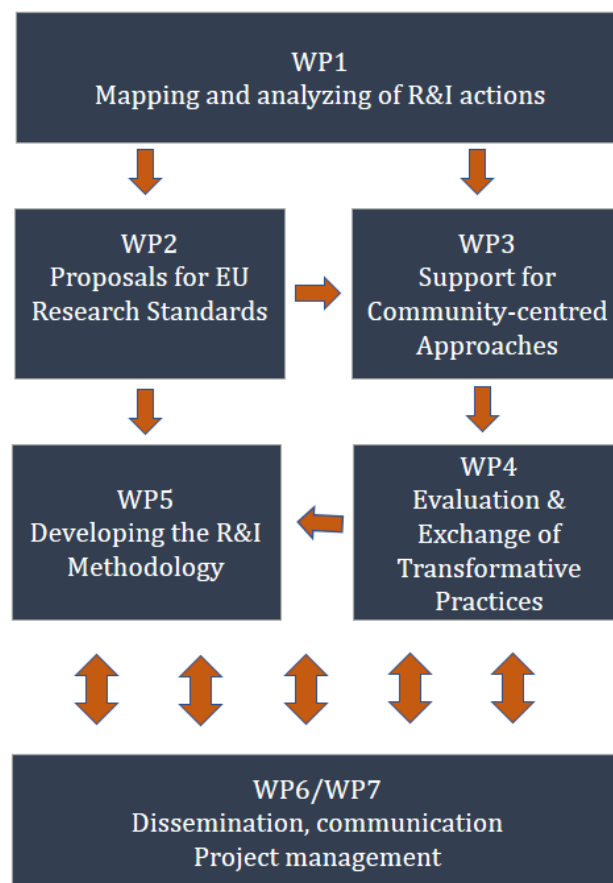 WP1
Mapping and analyzing of R&I actions
WP2
Proposals for EU
Research Standards
WP3
Support for
Community-centred
Approaches
WP5
Developing the R&I
Methodology
WP4
Evaluation &
Exchange of
Transformative
Practices
WP6/WP7
Dissemination, communication
Project management